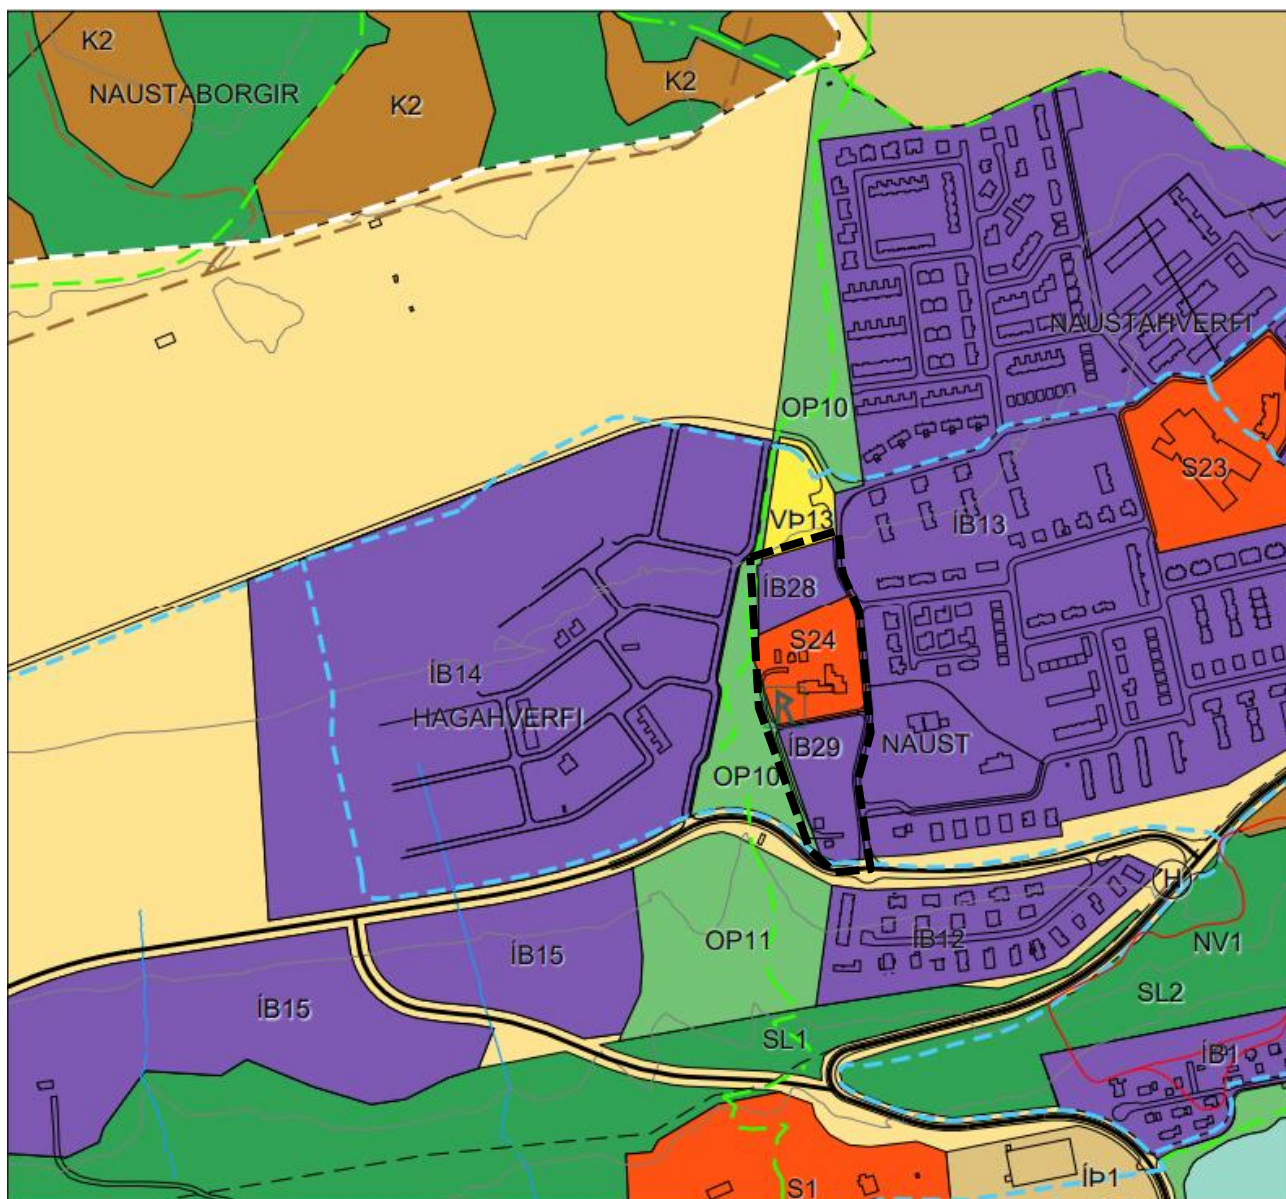 K2
NAUSTABORGIR
K2
K2
OP10
NAUSTAHVERFI
S23
VÞ13
ÍB13
ÍB28
S24
ÍB14
HAGAHVERFI
R
ÍB29
NAUST
OP10
H
OP11
ÍB12
NV1
ÍB15
ÍB15
SL2
SL1
ÍB1
S1
ÍÞ1